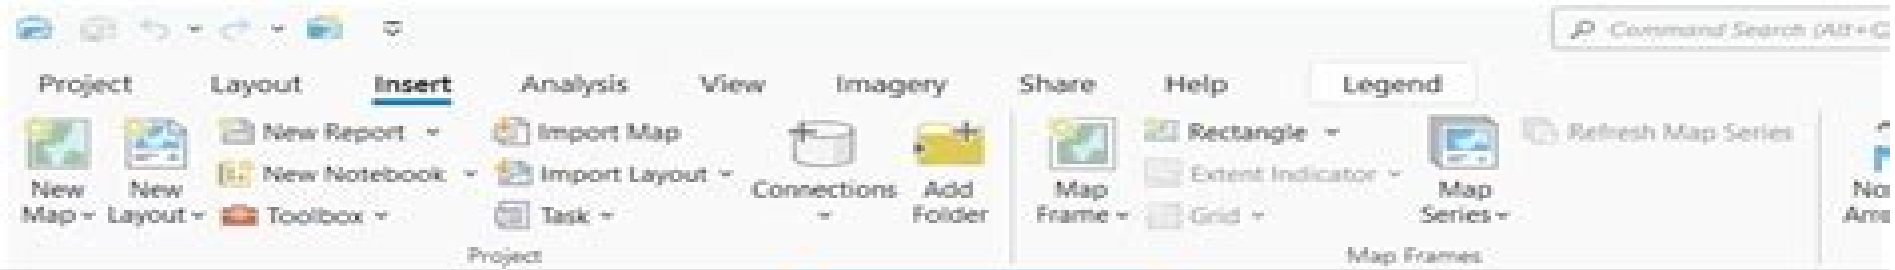 Command Search (Alt+Q
Project Layout Insert Analysis View Imagery Share Help Legend
New Map
New Layout
New Report
New Notebook
Toolbox
Import Map
Import Layout
Task
Connections
Add Folder
Project
Map Frame
Rectangle
Extent Indicator
Grid
Map Series
Refresh Map Series
Map Frames